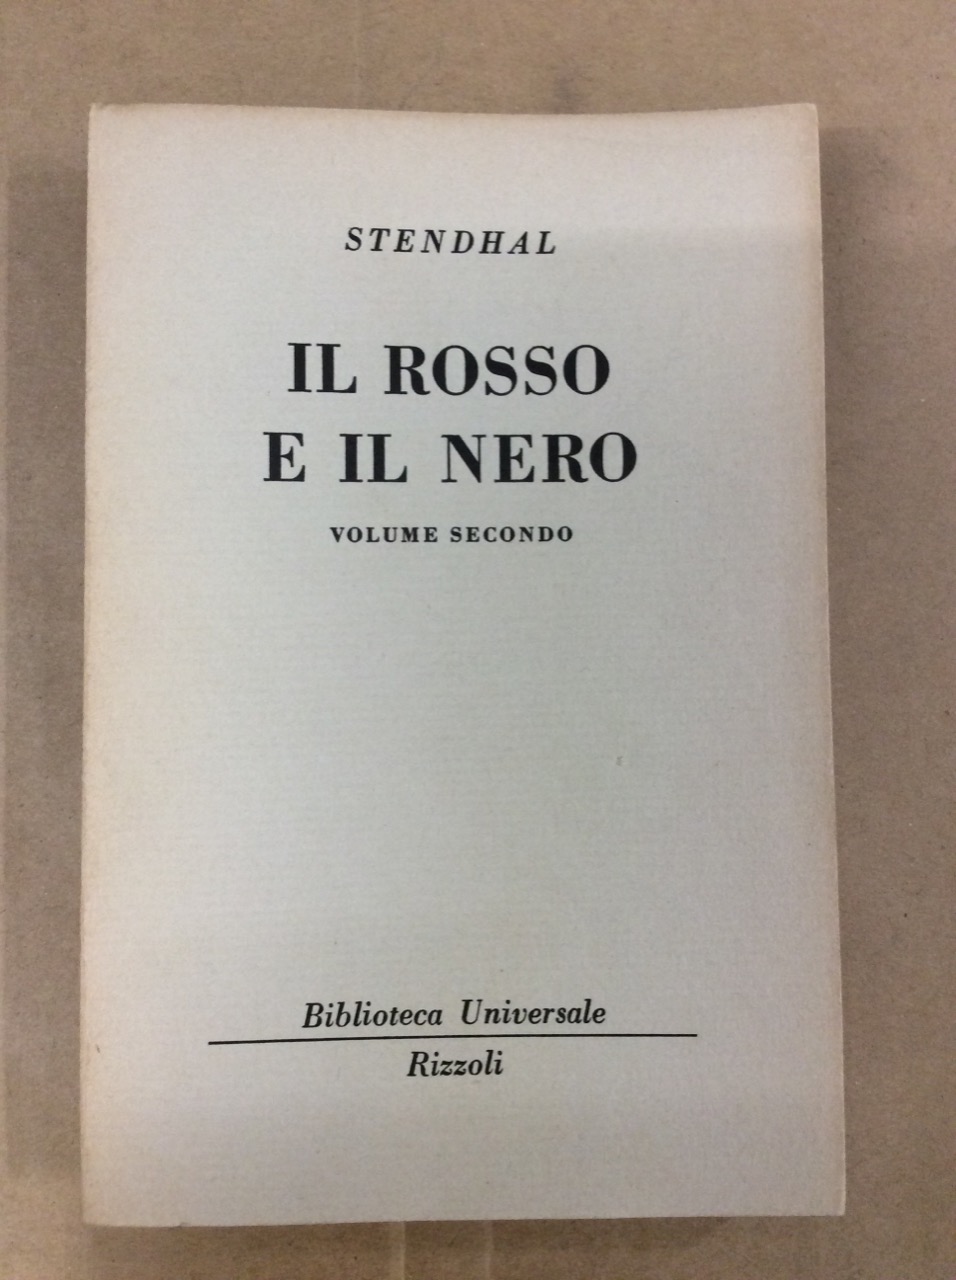 STENDHAL
IL ROSSO
E IL NERO
VOLUME SECONDO
Biblioteca Universale
Rizzoli